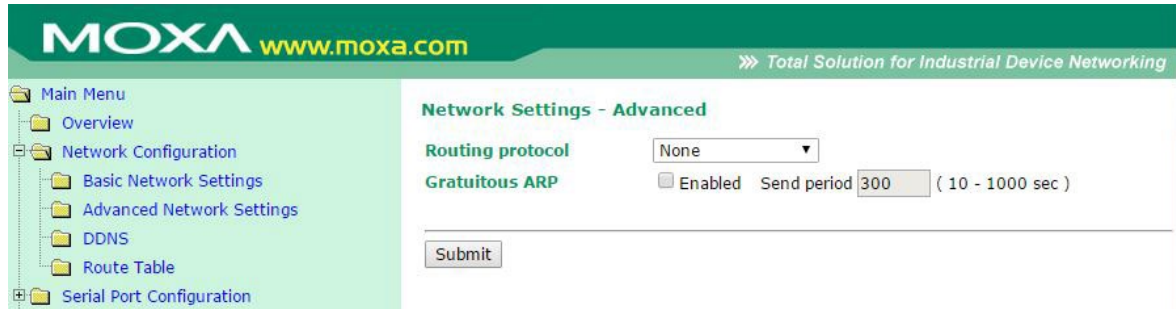 MOXA www.moxa.com
Total Solution for Industrial Device Networking
Main Menu
Overview
Network Configuration
Basic Network Settings
Advanced Network Settings
DDNS
Route Table
Serial Port Configuration
Network Settings - Advanced
Routing protocol None
Gratuitous ARP Enabled Send period 300 ( 10 - 1000 sec )
Submit